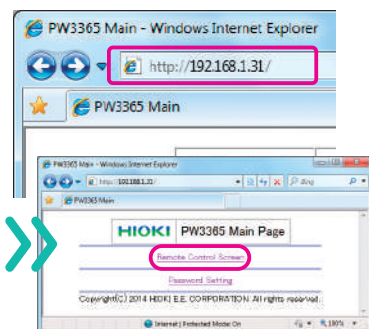 PW3365 Main - Windows Internet Explorer
http://192.168.1.31/
PW3365 Main
PW3365 Main - Windows Internet Explorer
http://192.168.1.31/
Bing
PW3365 Main
HIOKI PW3365 Main Page
Remote Control Screen
Password Setting
Copyright(C) 2014 HIOKI E.E. CORPORATION. All rights reserved.
Internet | Protected Mode: On 100%